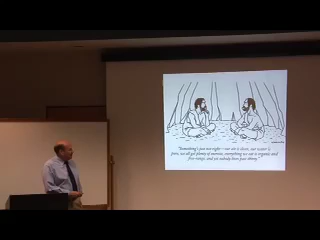 "Something's just not right—our air is clean, our water is
pure, we all get plenty of exercise, everything we eat is organic and
free-range, and yet nobody lives past thirty."